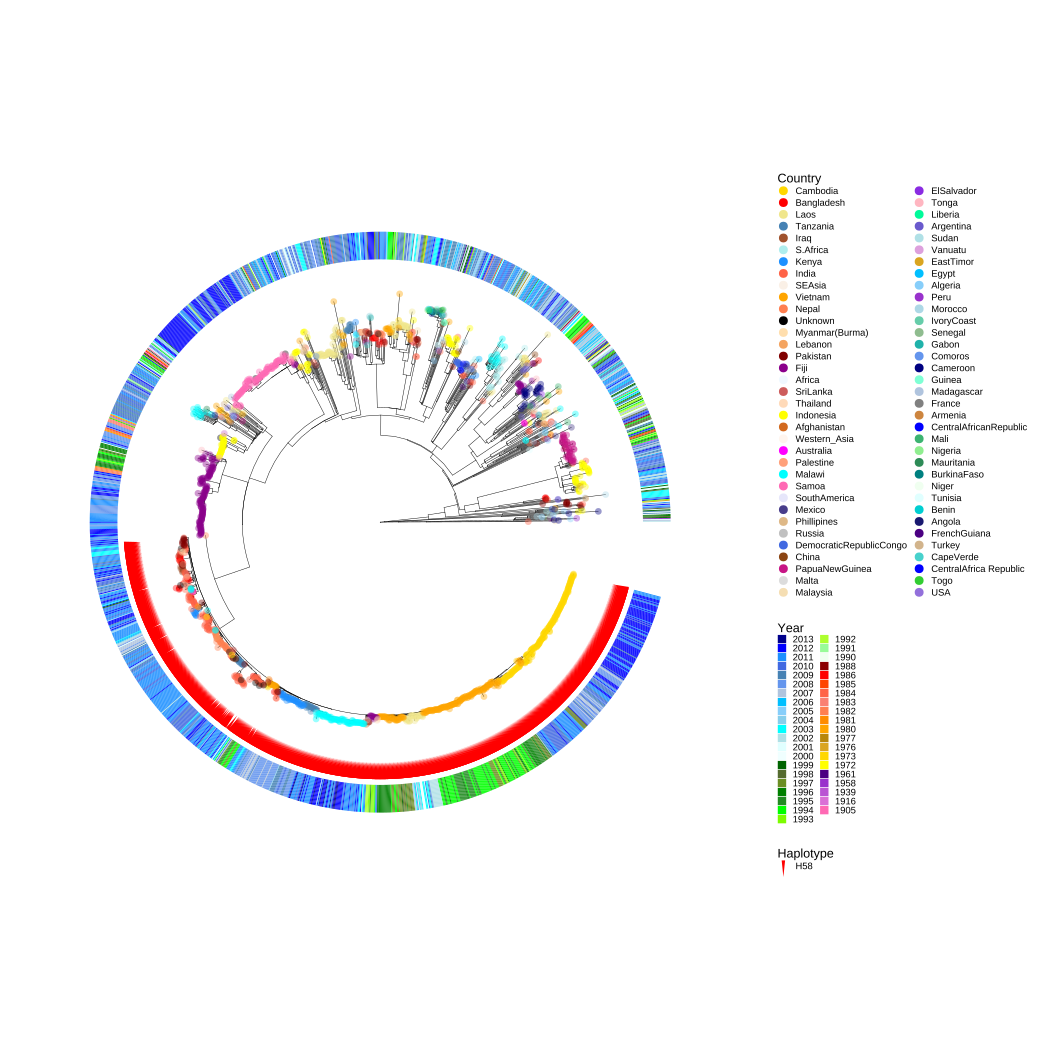 Country
Cambodia
Bangladesh
Laos
Tanzania
Iraq
S.Africa
Kenya
India
SEAsia
Vietnam
Nepal
Unknown
Myanmar(Burma)
Lebanon
Pakistan
Fiji
Africa
SriLanka
Thailand
Indonesia
Afghanistan
Western_Asia
Australia
Palestine
Malawi
Samoa
SouthAmerica
Mexico
Phillipines
Russia
DemocraticRepublicCongo
China
PapuaNewGuinea
Malta
Malaysia
ElSalvador
Tonga
Liberia
Argentina
Sudan
Vanuatu
EastTimor
Egypt
Algeria
Peru
Morocco
IvoryCoast
Senegal
Gabon
Comoros
Cameroon
Guinea
Madagascar
France
Armenia
CentralAfricanRepublic
Mali
Nigeria
Mauritania
BurkinaFaso
Niger
Tunisia
Benin
Angola
FrenchGuiana
Turkey
CapeVerde
CentralAfrica Republic
Togo
USA
Year
2013
2012
2011
2010
2009
2008
2007
2006
2005
2004
2003
2002
2001
2000
1999
1998
1997
1996
1995
1994
1993
1992
1991
1990
1988
1986
1985
1984
1983
1982
1981
1980
1977
1976
1973
1972
1961
1958
1939
1916
1905
Haplotype
H58